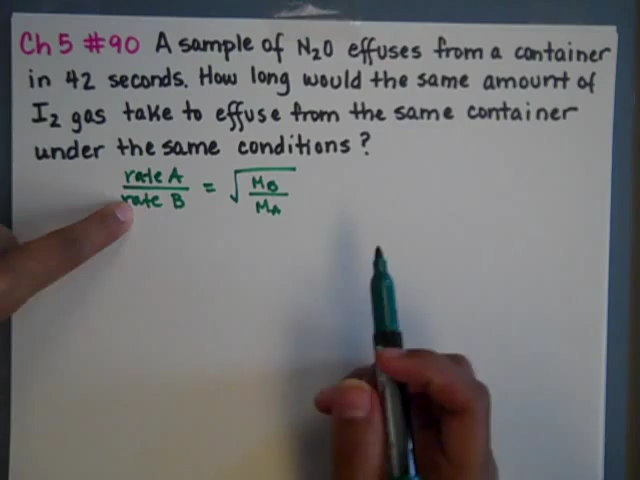 Ch 5 #90 A sample of N₂O effuses from a container
in 42 seconds. How long would the same amount of
I₂ gas take to effuse from the same container
under the same conditions?
rate A / rate B = √(M_B / M_A)